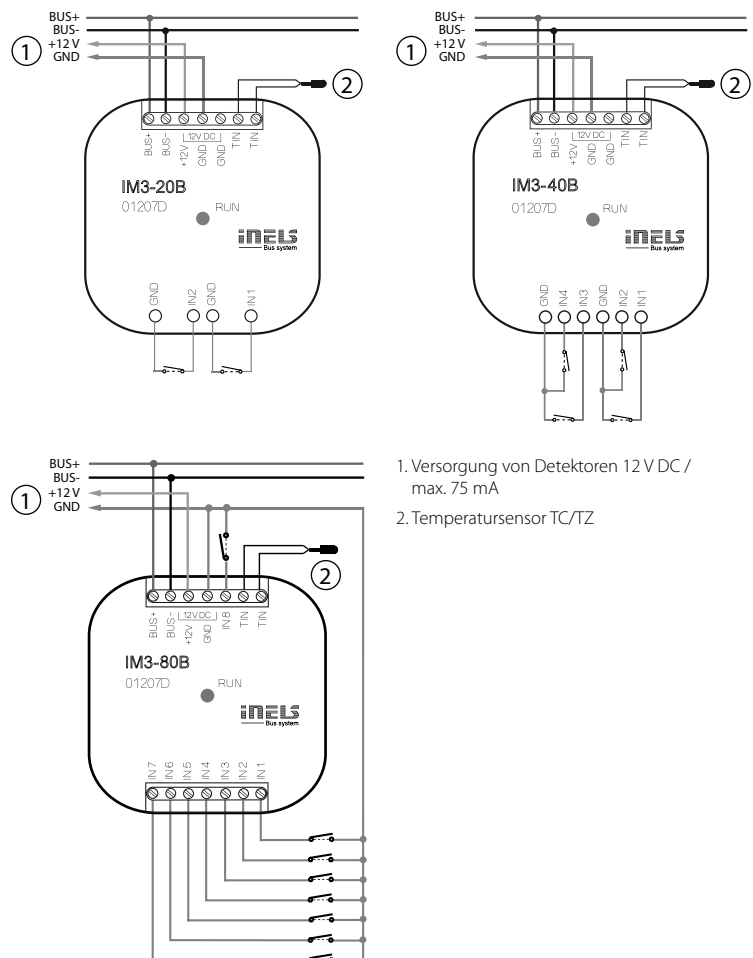 BUS+
BUS-
+12 V
GND
1
2
BUS+ BUS- +12V GND GND TIN TIN
12V DC
IM3-20B
01207D
RUN
iNELS
Bus system
GND IN2 GND IN1
BUS+
BUS-
+12 V
GND
1
2
BUS+ BUS- +12V GND GND TIN TIN
12V DC
IM3-40B
01207D
RUN
iNELS
Bus system
GND IN4 IN3 GND IN2 IN1
BUS+
BUS-
+12 V
GND
1
2
BUS+ BUS- +12V GND IN8 TIN TIN
12V DC
IM3-80B
01207D
RUN
iNELS
Bus system
IN7 IN6 IN5 IN4 IN3 IN2 IN1
1. Versorgung von Detektoren 12 V DC /
max. 75 mA
2. Temperatursensor TC/TZ